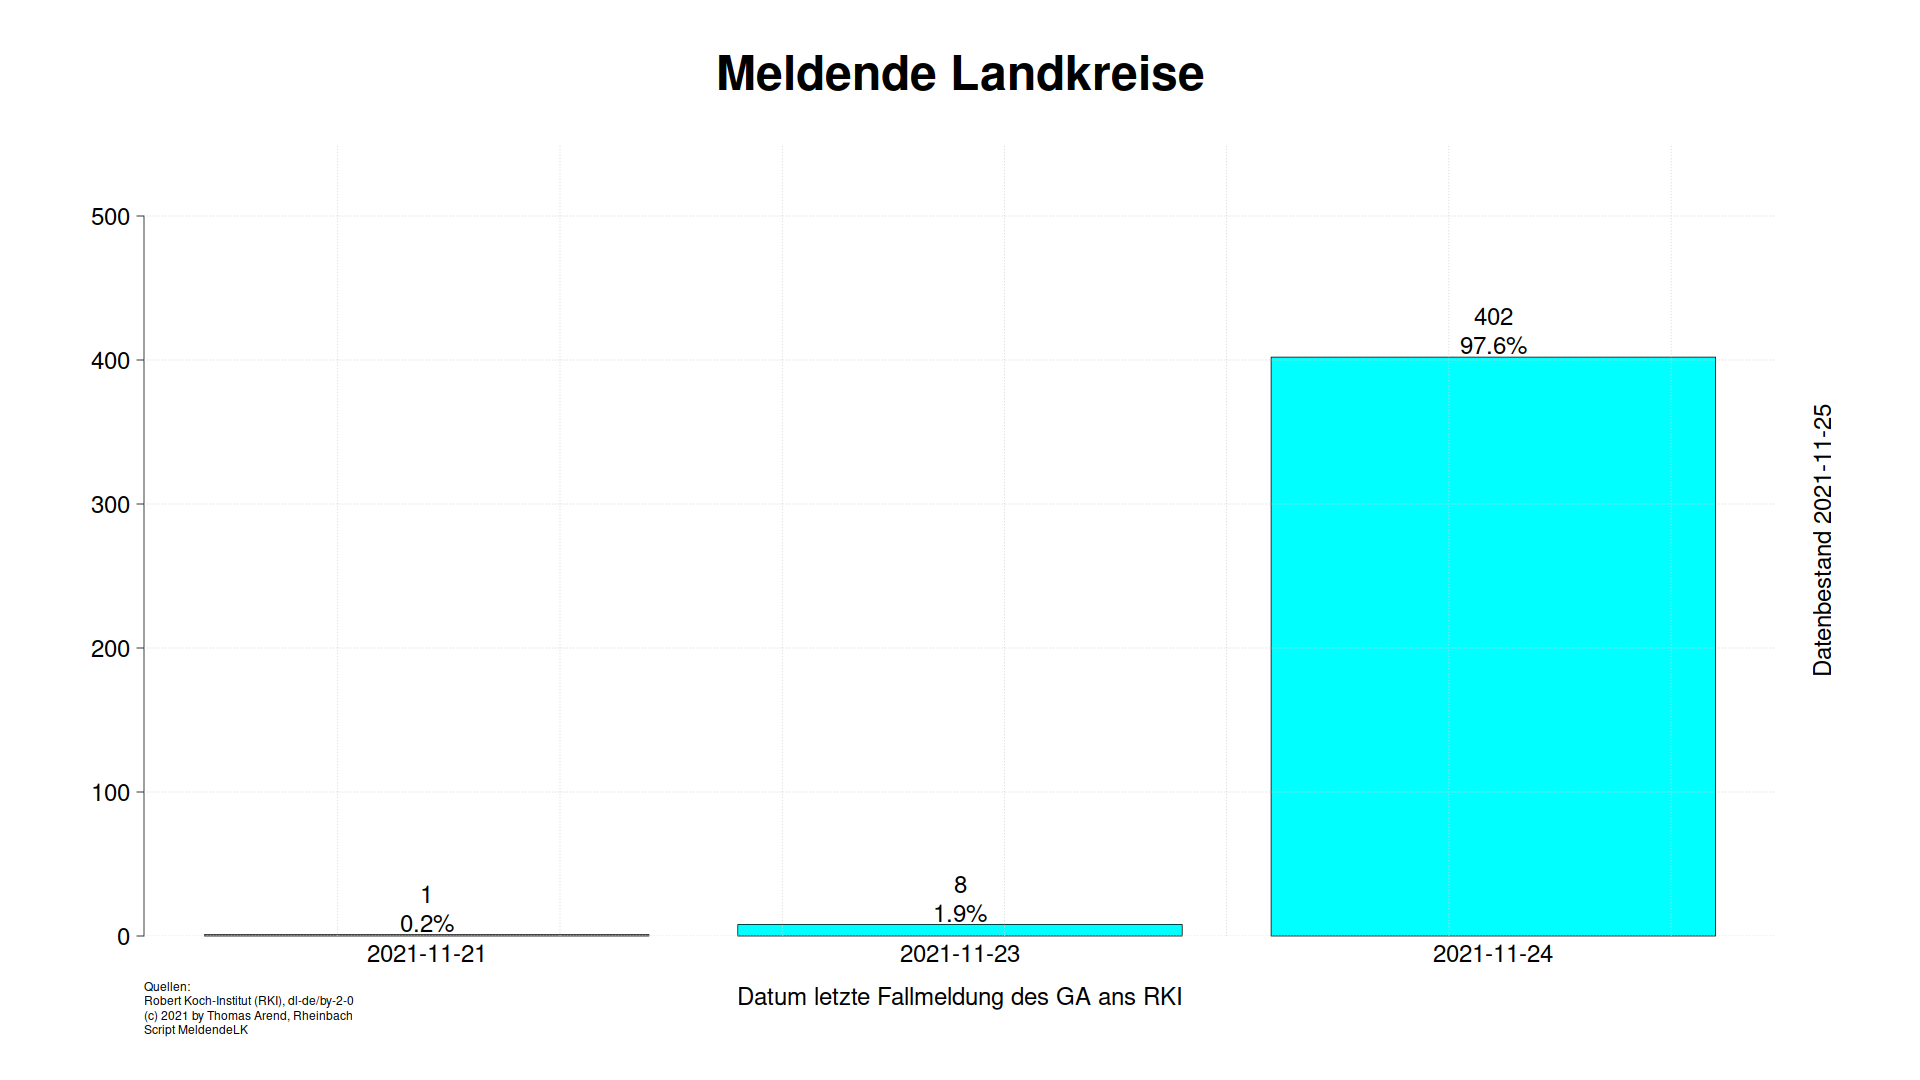 Meldende Landkreise
500
400
300
200
100
0
402
97.6%
8
1.9%
1
0.2%
2021-11-21
2021-11-23
2021-11-24
Datum letzte Fallmeldung des GA ans RKI
Datenbestand 2021-11-25
Quellen:
Robert Koch-Institut (RKI), dl-de/by-2-0
(c) 2021 by Thomas Arend, Rheinbach
Script MeldendeLK